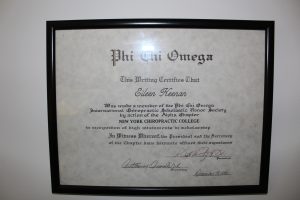 Phi Chi Omega
This Writing Certifies That
Eileen Keenan
Was made a member of the Phi Chi Omega
International Chiropractic Scholastic Honor Society
by action of the Alpha Chapter
NEW YORK CHIROPRACTIC COLLEGE
in recognition of high attainments in scholarship
In Witness Whereof, the President and the Secretary
of the Chapter have hereunto affixed their signatures